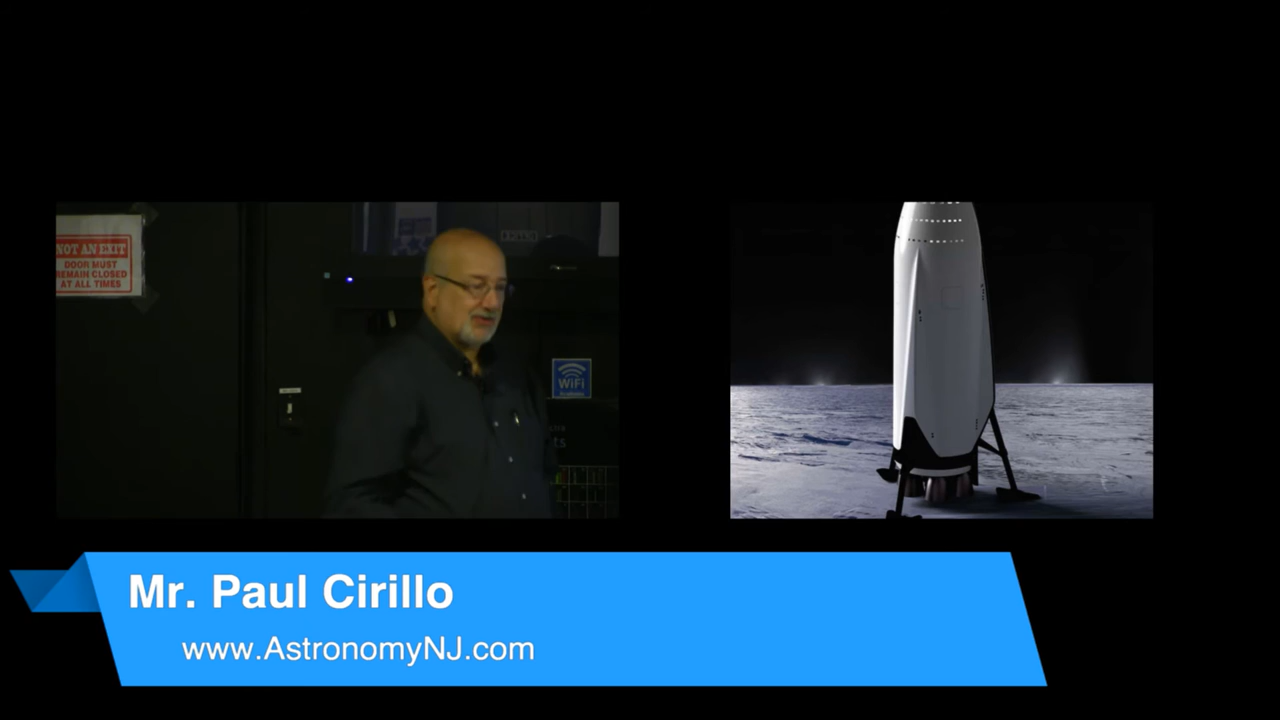 NOT AN EXIT
DOOR MUST
REMAIN CLOSED
AT ALL TIMES
WiFi
Mr. Paul Cirillo
www.AstronomyNJ.com